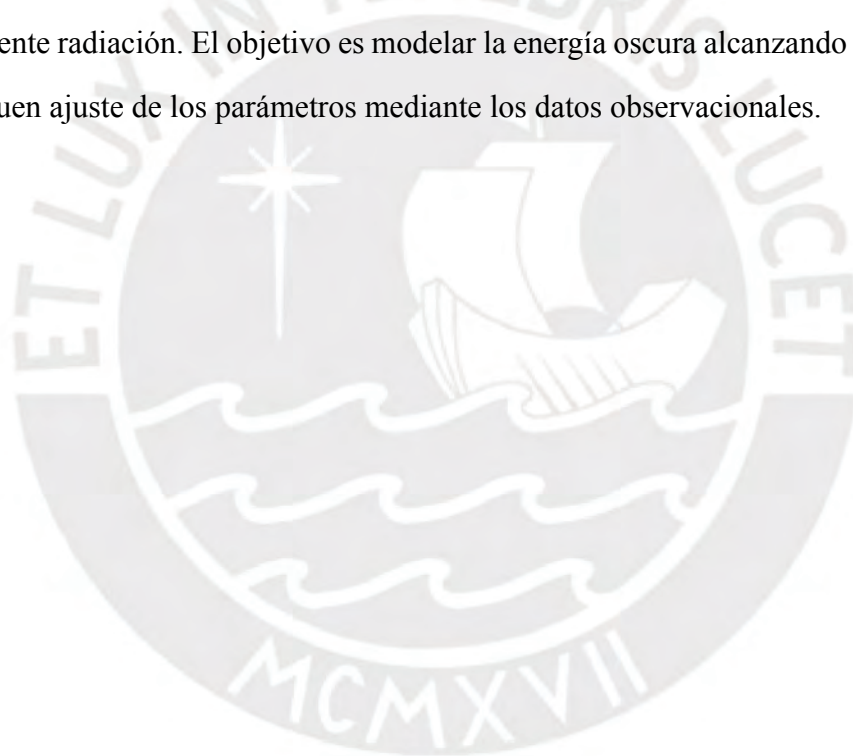 ente radiación. El objetivo es modelar la energía oscura alcanzando
uen ajuste de los parámetros mediante los datos observacionales.
ET LUX IN TENEBRIS LUCET
MCMXVII